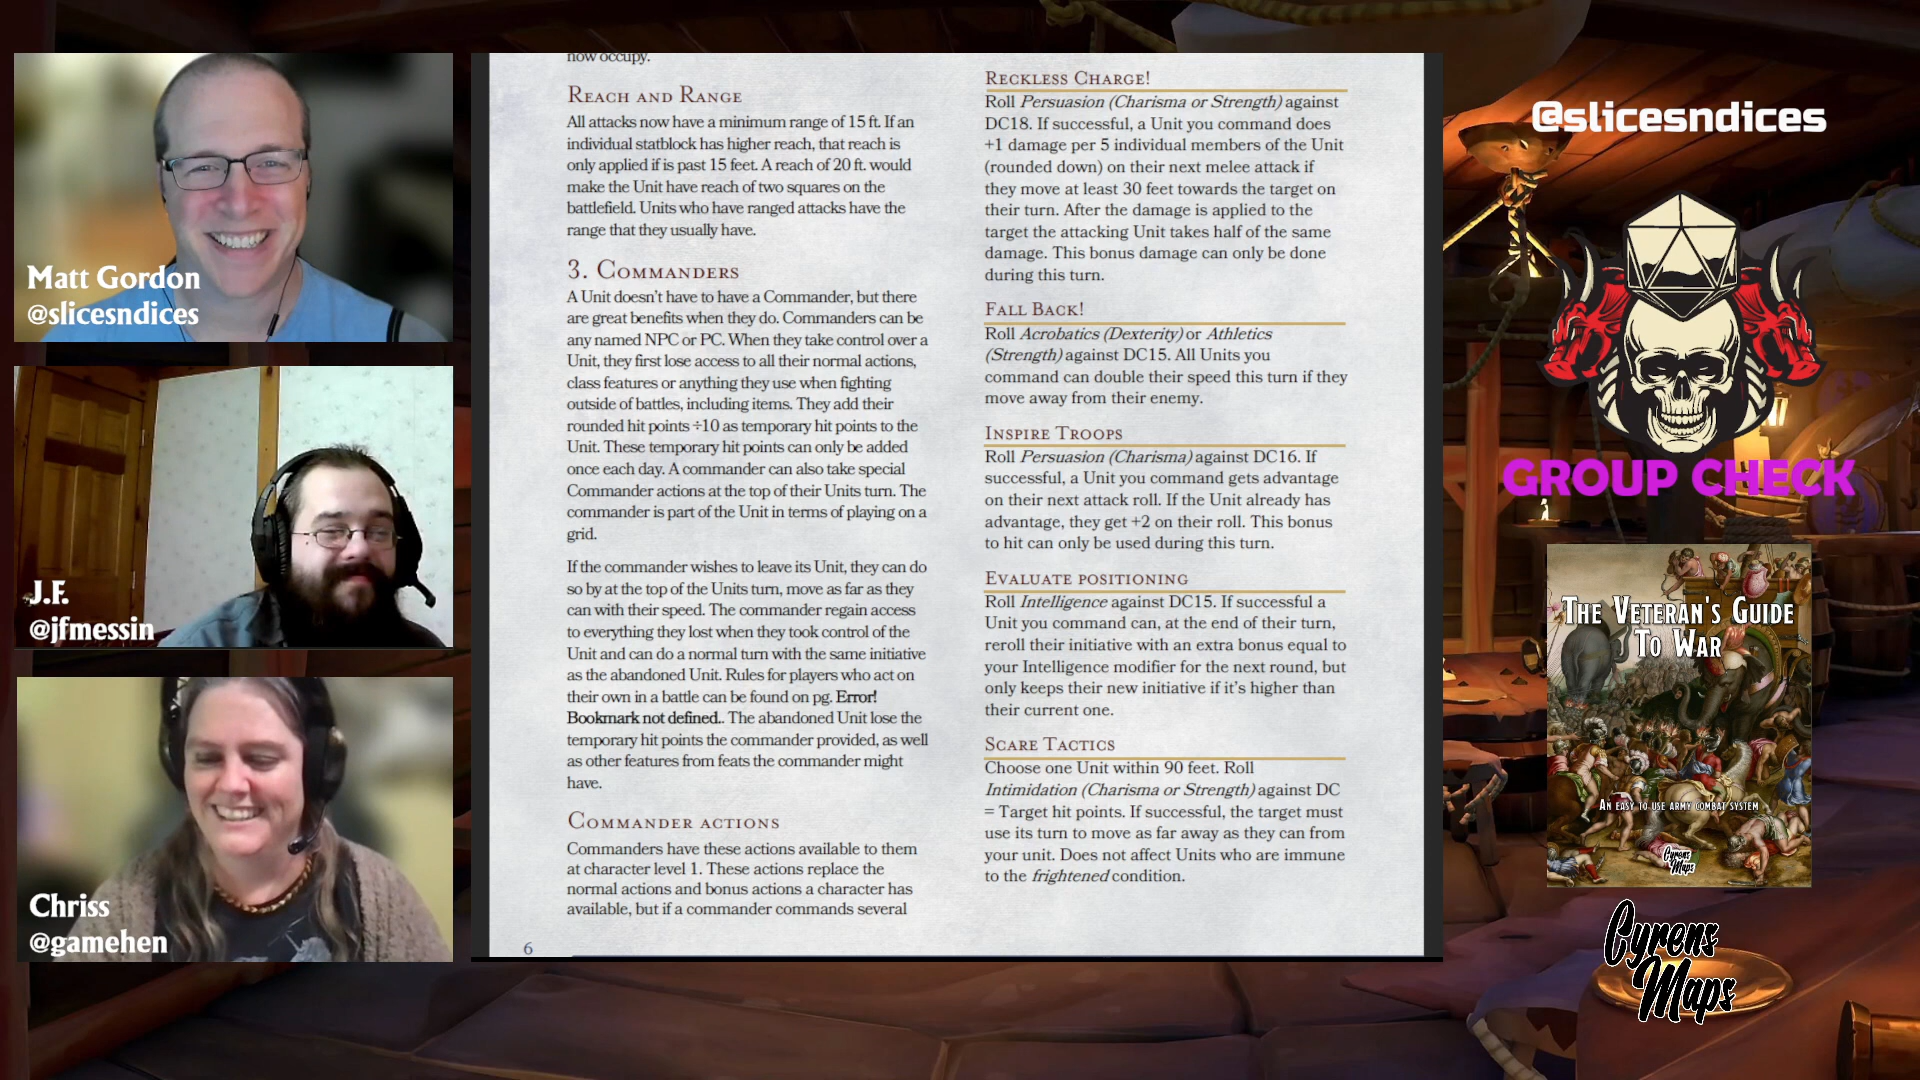 Matt Gordon
@slicesndices
J.F.
@jfmessin
Chriss
@gamehen
now occupy.
Reach and Range
All attacks now have a minimum range of 15 ft. If an
individual statblock has higher reach, that reach is
only applied if is past 15 feet. A reach of 20 ft. would
make the Unit have reach of two squares on the
battlefield. Units who have ranged attacks have the
range that they usually have.
3. Commanders
A Unit doesn't have to have a Commander, but there
are great benefits when they do. Commanders can be
any named NPC or PC. When they take control over a
Unit, they first lose access to all their normal actions,
class features or anything they use when fighting
outside of battles, including items. They add their
rounded hit points ÷10 as temporary hit points to the
Unit. These temporary hit points can only be added
once each day. A commander can also take special
Commander actions at the top of their Units turn. The
commander is part of the Unit in terms of playing on a
grid.
If the commander wishes to leave its Unit, they can do
so by at the top of the Units turn, move as far as they
can with their speed. The commander regain access
to everything they lost when they took control of the
Unit and can do a normal turn with the same initiative
as the abandoned Unit. Rules for players who act on
their own in a battle can be found on pg. Error!
Bookmark not defined.. The abandoned Unit lose the
temporary hit points the commander provided, as well
as other features from feats the commander might
have.
Commander actions
Commanders have these actions available to them
at character level 1. These actions replace the
normal actions and bonus actions a character has
available, but if a commander commands several
6
Reckless Charge!
Roll Persuasion (Charisma or Strength) against
DC18. If successful, a Unit you command does
+1 damage per 5 individual members of the Unit
(rounded down) on their next melee attack if
they move at least 30 feet towards the target on
their turn. After the damage is applied to the
target the attacking Unit takes half of the same
damage. This bonus damage can only be done
during this turn.
Fall Back!
Roll Acrobatics (Dexterity) or Athletics
(Strength) against DC15. All Units you
command can double their speed this turn if they
move away from their enemy.
Inspire Troops
Roll Persuasion (Charisma) against DC16. If
successful, a Unit you command gets advantage
on their next attack roll. If the Unit already has
advantage, they get +2 on their roll. This bonus
to hit can only be used during this turn.
Evaluate positioning
Roll Intelligence against DC15. If successful a
Unit you command can, at the end of their turn,
reroll their initiative with an extra bonus equal to
your Intelligence modifier for the next round, but
only keeps their new initiative if it's higher than
their current one.
Scare Tactics
Choose one Unit within 90 feet. Roll
Intimidation (Charisma or Strength) against DC
= Target hit points. If successful, the target must
use its turn to move as far away as they can from
your unit. Does not affect Units who are immune
to the frightened condition.
@slicesndices
GROUP CHECK
The Veteran's Guide
To War
An easy to use army combat system
Cyrens
Maps
Cyrens
Maps